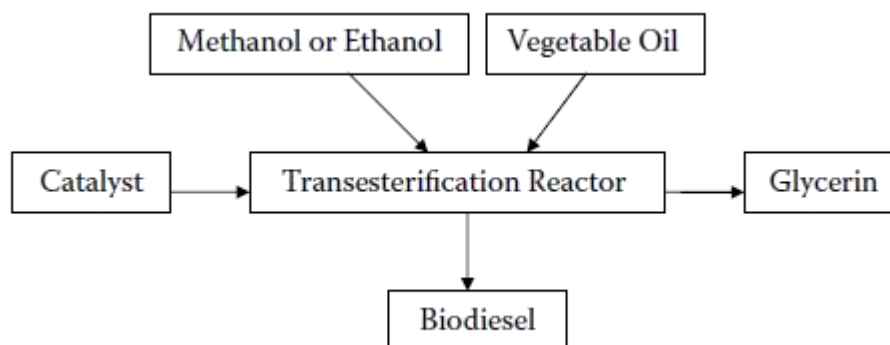 Methanol or Ethanol
Vegetable Oil
Catalyst
Transesterification Reactor
Glycerin
Biodiesel